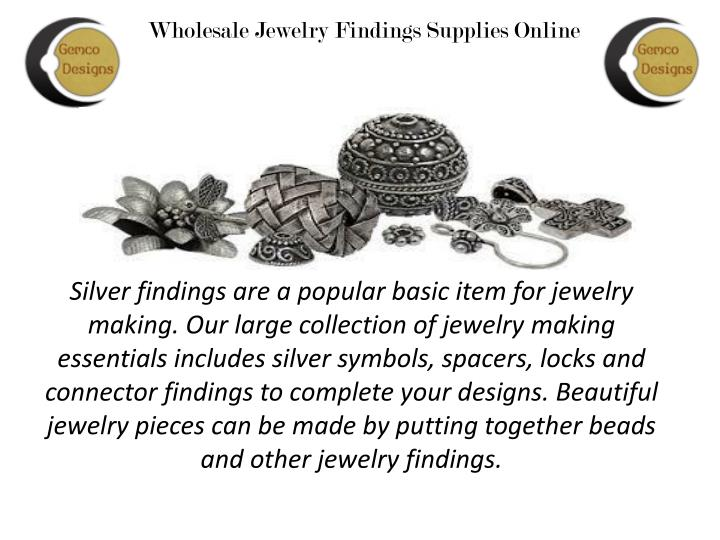 Wholesale Jewelry Findings Supplies Online
Gemco
Designs
Gemco
Designs
Silver findings are a popular basic item for jewelry
making. Our large collection of jewelry making
essentials includes silver symbols, spacers, locks and
connector findings to complete your designs. Beautiful
jewelry pieces can be made by putting together beads
and other jewelry findings.